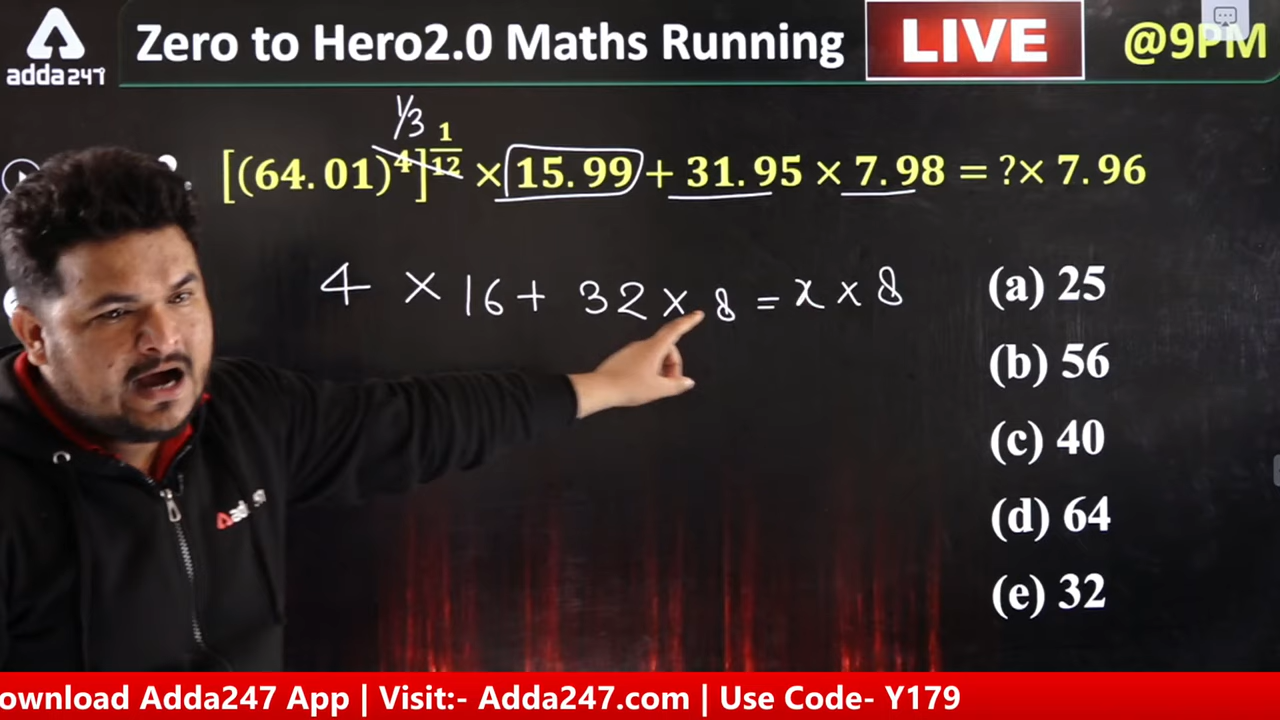 adda247
Zero to Hero2.0 Maths Running LIVE @9PM
1/3
[(64.01)^4]^{1/12} × 15.99 + 31.95 × 7.98 = ?× 7.96
4 × 16 + 32 × 8 = x × 8
(a) 25
(b) 56
(c) 40
(d) 64
(e) 32
ownload Adda247 App | Visit:- Adda247.com | Use Code- Y179